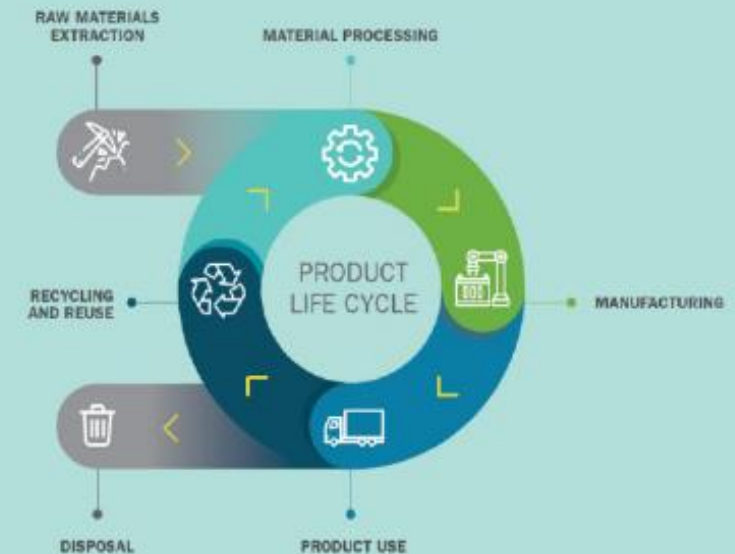 RAW MATERIALS
EXTRACTION
MATERIAL PROCESSING
PRODUCT
LIFE CYCLE
RECYCLING
AND REUSE
MANUFACTURING
DISPOSAL
PRODUCT USE